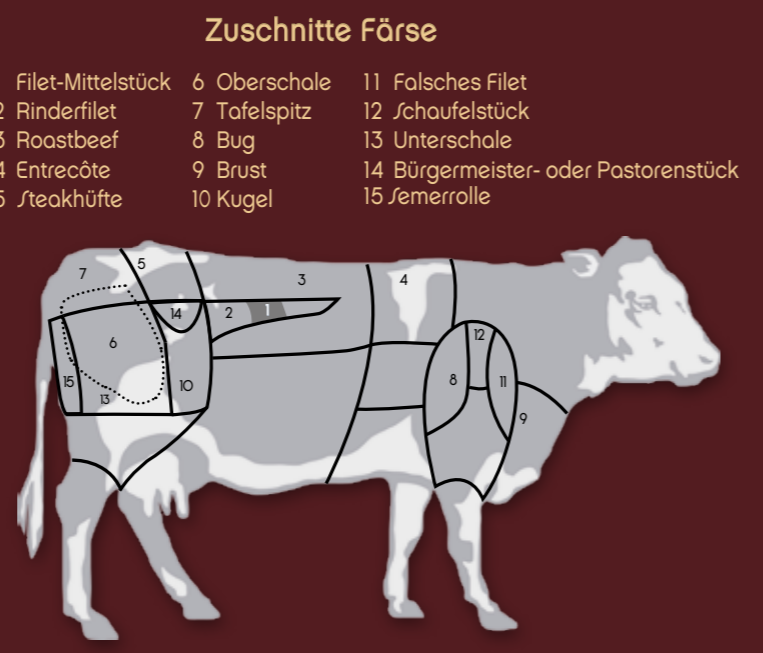 Zuschnitte Färse
Filet-Mittelstück
2 Rinderfilet
3 Roastbeef
4 Entrecôte
5 Steakhüfte
6 Oberschale
7 Tafelspitz
8 Bug
9 Brust
10 Kugel
11 Falsches Filet
12 Schaufelstück
13 Unterschale
14 Bürgermeister- oder Pastorenstück
15 Semerrolle
7
5
3
4
14
2
1
6
12
15
13
10
8
11
9